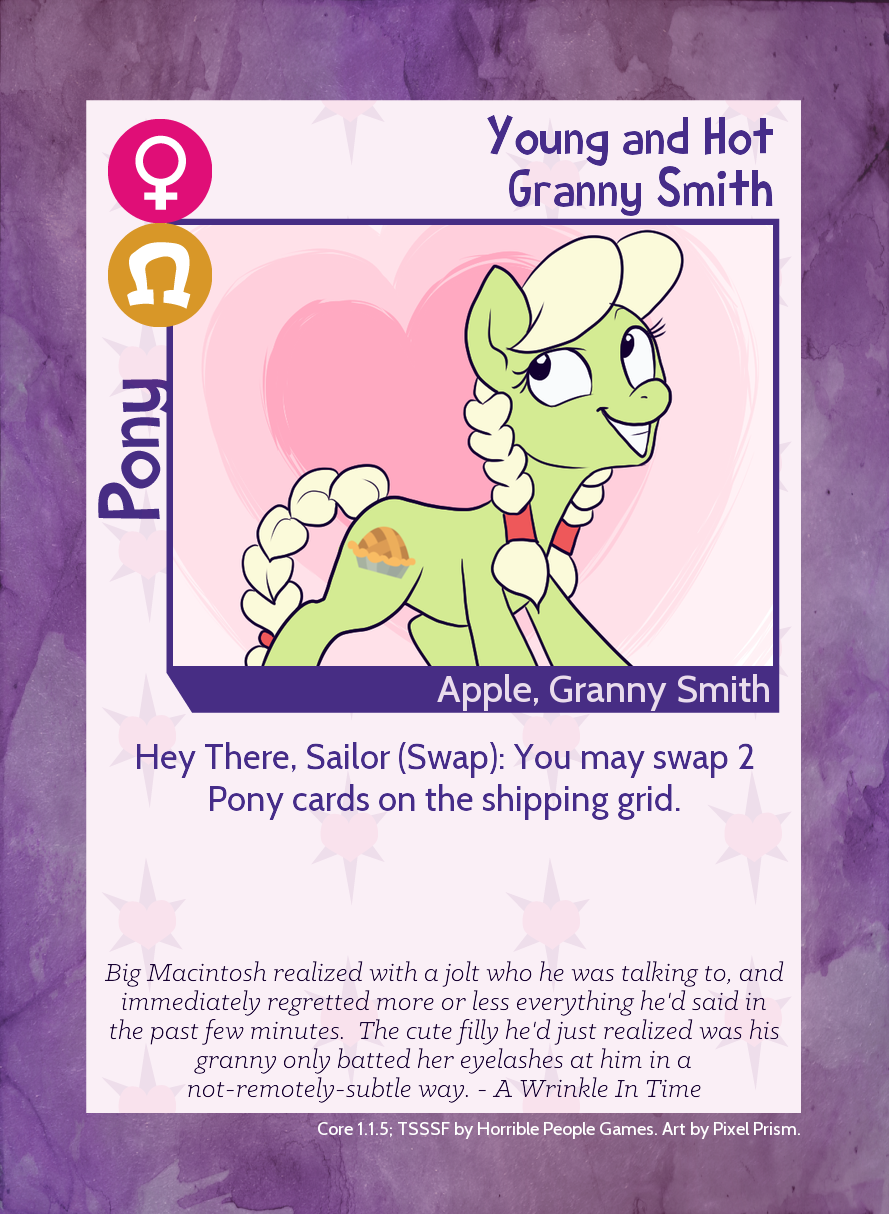 Young and Hot
Granny Smith
Pony
Apple, Granny Smith
Hey There, Sailor (Swap): You may swap 2
Pony cards on the shipping grid.
Big Macintosh realized with a jolt who he was talking to, and
immediately regretted more or less everything he'd said in
the past few minutes.  The cute filly he'd just realized was his
granny only batted her eyelashes at him in a
not-remotely-subtle way. - A Wrinkle In Time
Core 1.1.5; TSSSF by Horrible People Games. Art by Pixel Prism.